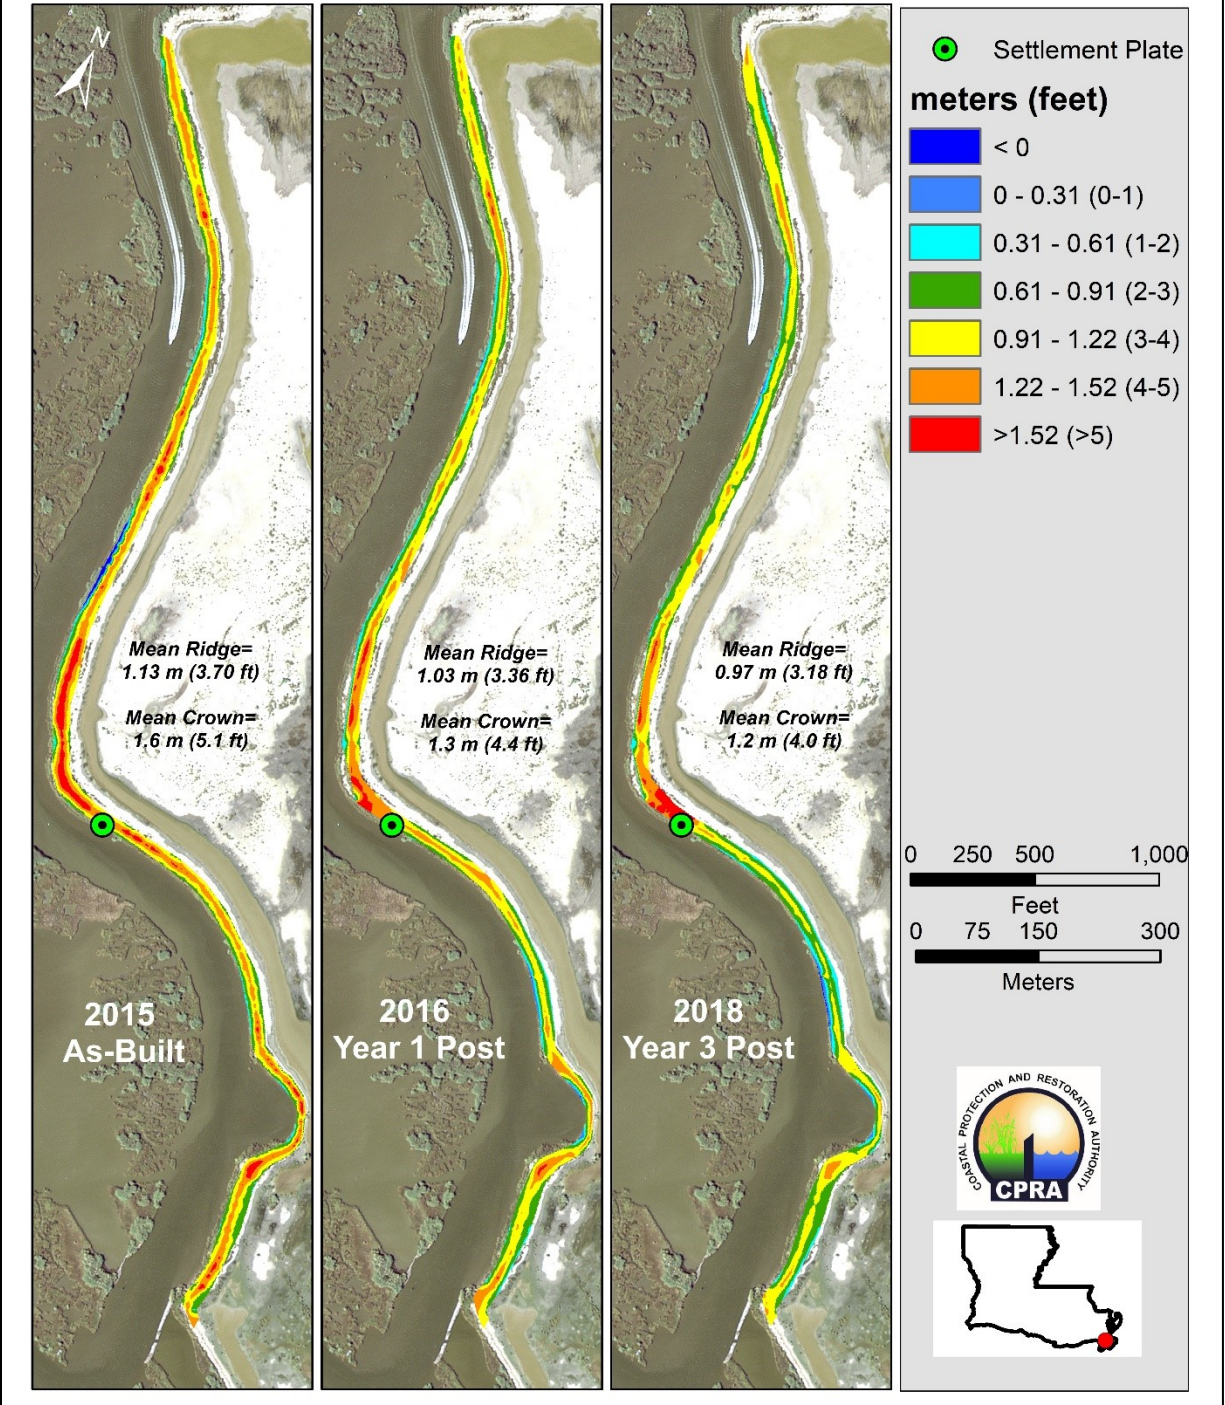 N
Mean Ridge=
1.13 m (3.70 ft)
Mean Crown=
1.6 m (5.1 ft)
2015
As-Built
Mean Ridge=
1.03 m (3.36 ft)
Mean Crown=
1.3 m (4.4 ft)
2016
Year 1 Post
Mean Ridge=
0.97 m (3.18 ft)
Mean Crown=
1.2 m (4.0 ft)
2018
Year 3 Post
Settlement Plate
meters (feet)
< 0
0 - 0.31 (0-1)
0.31 - 0.61 (1-2)
0.61 - 0.91 (2-3)
0.91 - 1.22 (3-4)
1.22 - 1.52 (4-5)
>1.52 (>5)
0 250 500 1,000
Feet
0 75 150 300
Meters
COASTAL PROTECTION AND RESTORATION AUTHORITY
CPRA